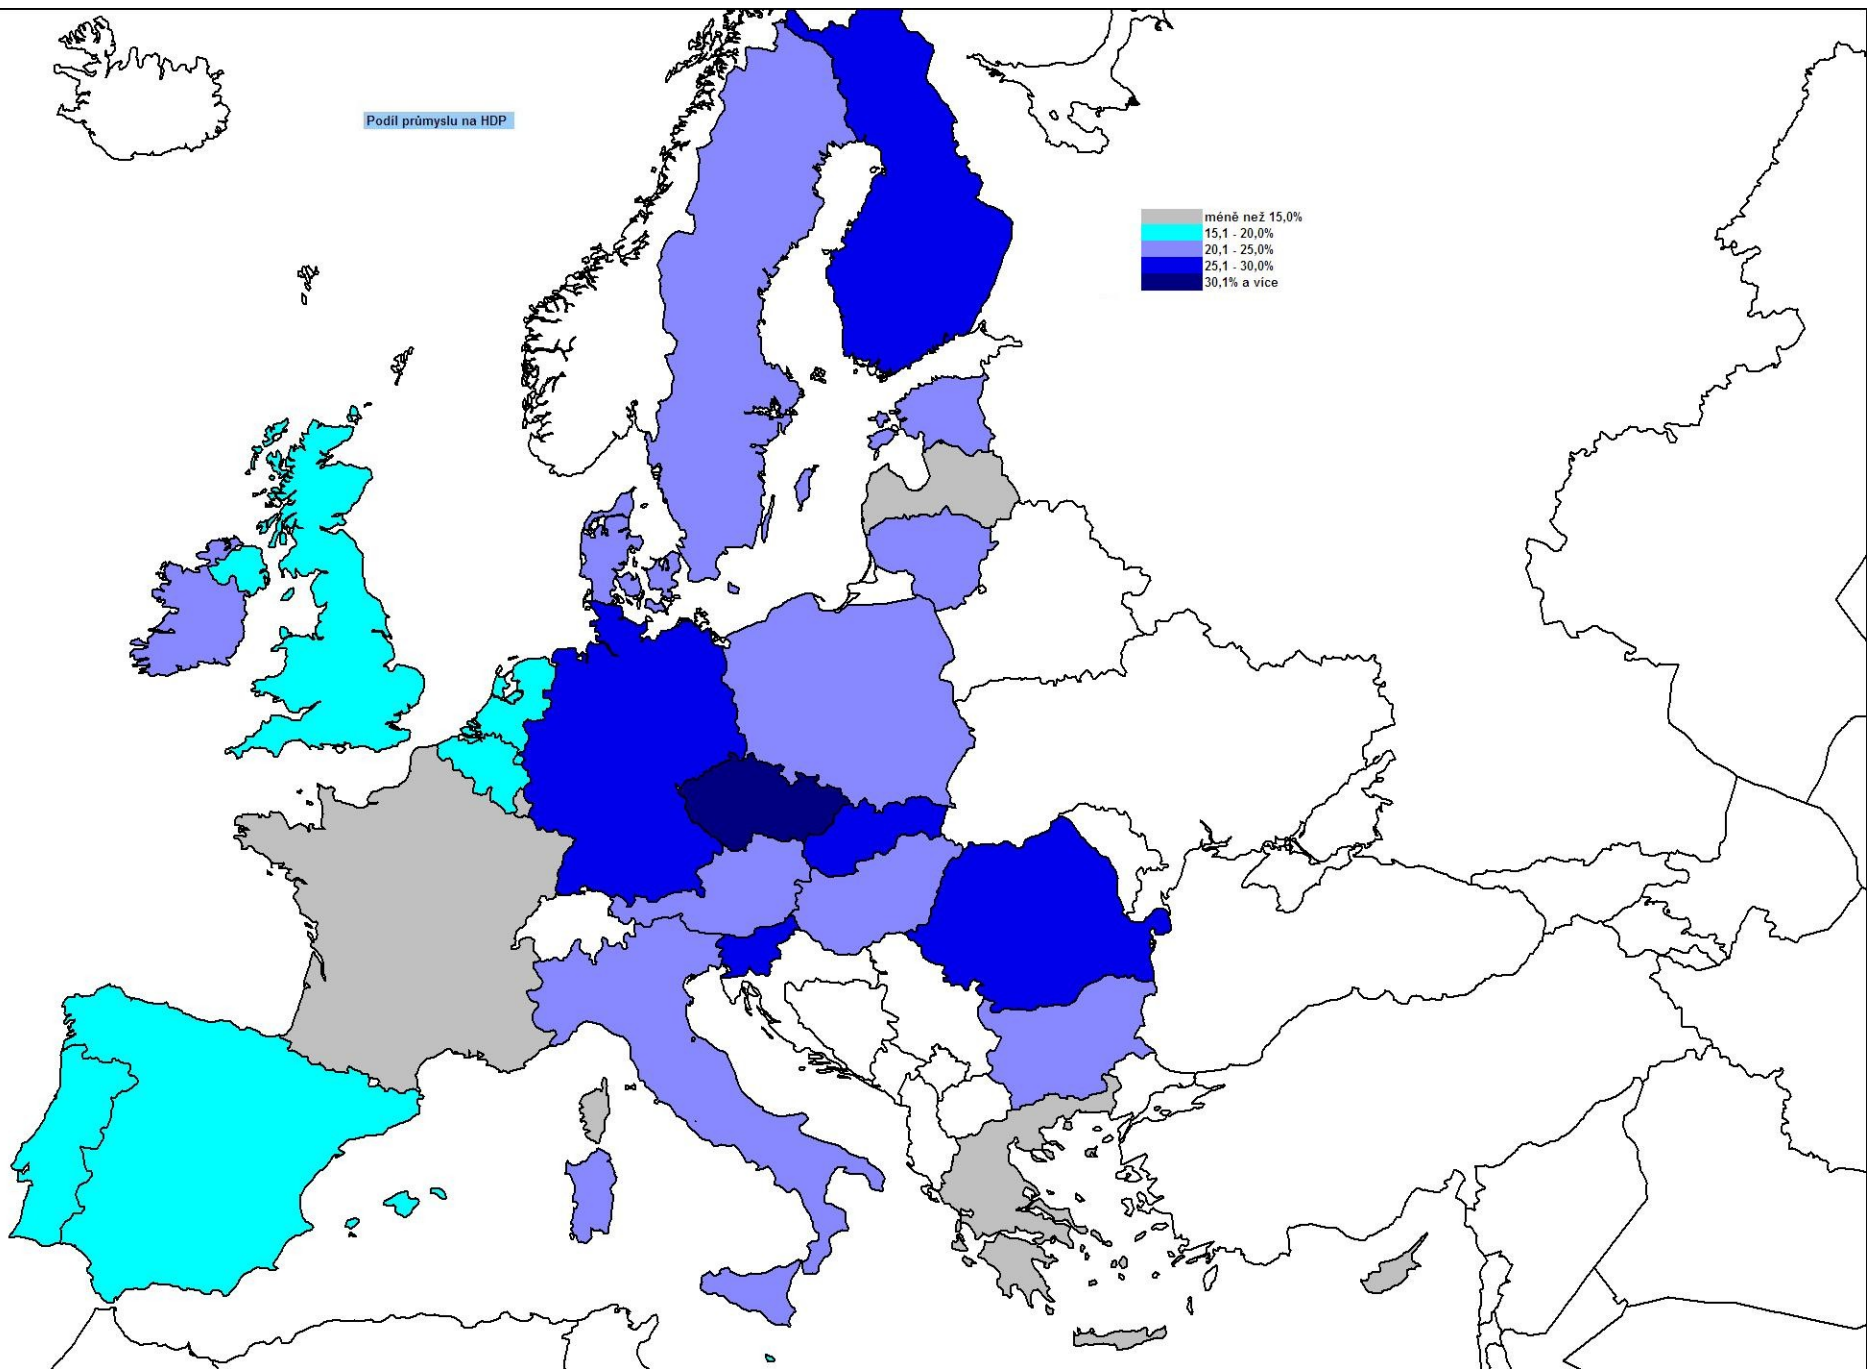 Podíl průmyslu na HDP
méně než 15,0%
15,1 - 20,0%
20,1 - 25,0%
25,1 - 30,0%
30,1% a více